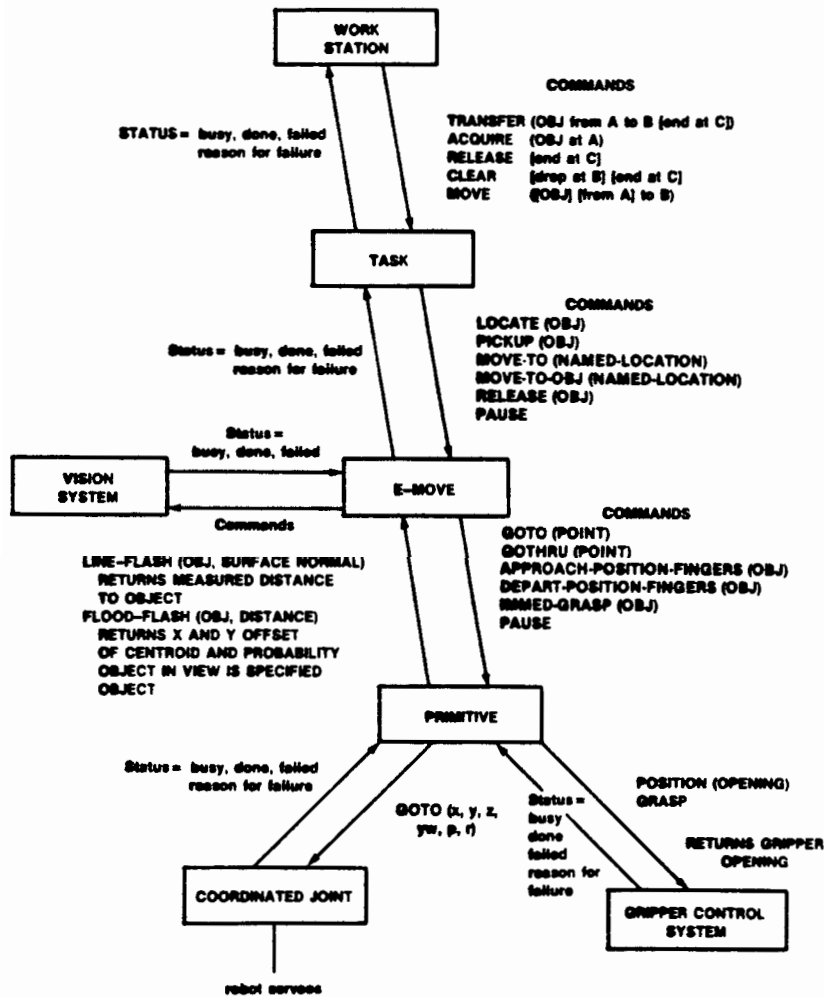 WORK
STATION
COMMANDS
STATUS = busy, done, failed
reason for failure
TRANSFER (OBJ from A to B [end at C])
ACQUIRE (OBJ at A)
RELEASE [end at C]
CLEAR [drop at B] [end at C]
MOVE ([OBJ] [from A] to B)
TASK
COMMANDS
LOCATE (OBJ)
PICKUP (OBJ)
MOVE-TO (NAMED-LOCATION)
MOVE-TO-OBJ (NAMED-LOCATION)
RELEASE (OBJ)
PAUSE
Status = busy, done, failed
reason for failure
Status =
busy, done, failed
VISION
SYSTEM
E-MOVE
Commands
COMMANDS
GOTO (POINT)
GOTHRU (POINT)
APPROACH-POSITION-FINGERS (OBJ)
DEPART-POSITION-FINGERS (OBJ)
IMMED-GRASP (OBJ)
PAUSE
LINE-FLASH (OBJ, SURFACE NORMAL)
RETURNS MEASURED DISTANCE
TO OBJECT
FLOOD-FLASH (OBJ, DISTANCE)
RETURNS X AND Y OFFSET
OF CENTROID AND PROBABILITY
OBJECT IN VIEW IS SPECIFIED
OBJECT
PRIMITIVE
Status = busy, done, failed
reason for failure
GOTO (x, y, z,
yw, p, r)
Status =
busy
done
failed
reason for
failure
POSITION (OPENING)
GRASP
RETURNS GRIPPER
OPENING
COORDINATED JOINT
GRIPPER CONTROL
SYSTEM
robot servoes